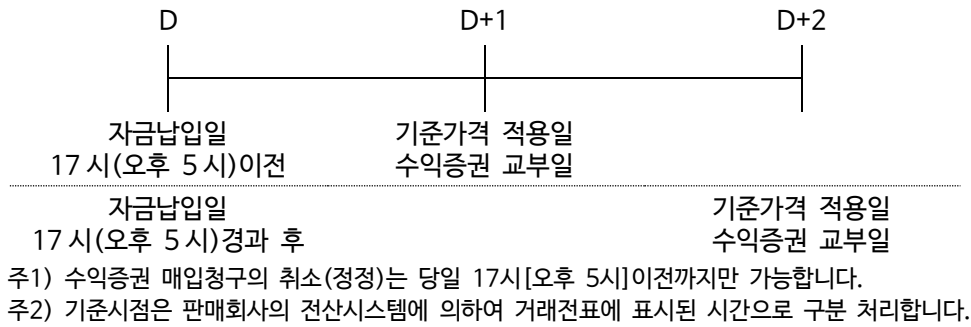 D D+1 D+2
자금납입일 기준가격 적용일
17 시(오후 5 시)이전 수익증권 교부일
자금납입일 기준가격 적용일
17 시(오후 5 시)경과 후 수익증권 교부일
주1) 수익증권 매입청구의 취소(정정)는 당일 17시[오후 5시]이전까지만 가능합니다.
주2) 기준시점은 판매회사의 전산시스템에 의하여 거래전표에 표시된 시간으로 구분 처리합니다.